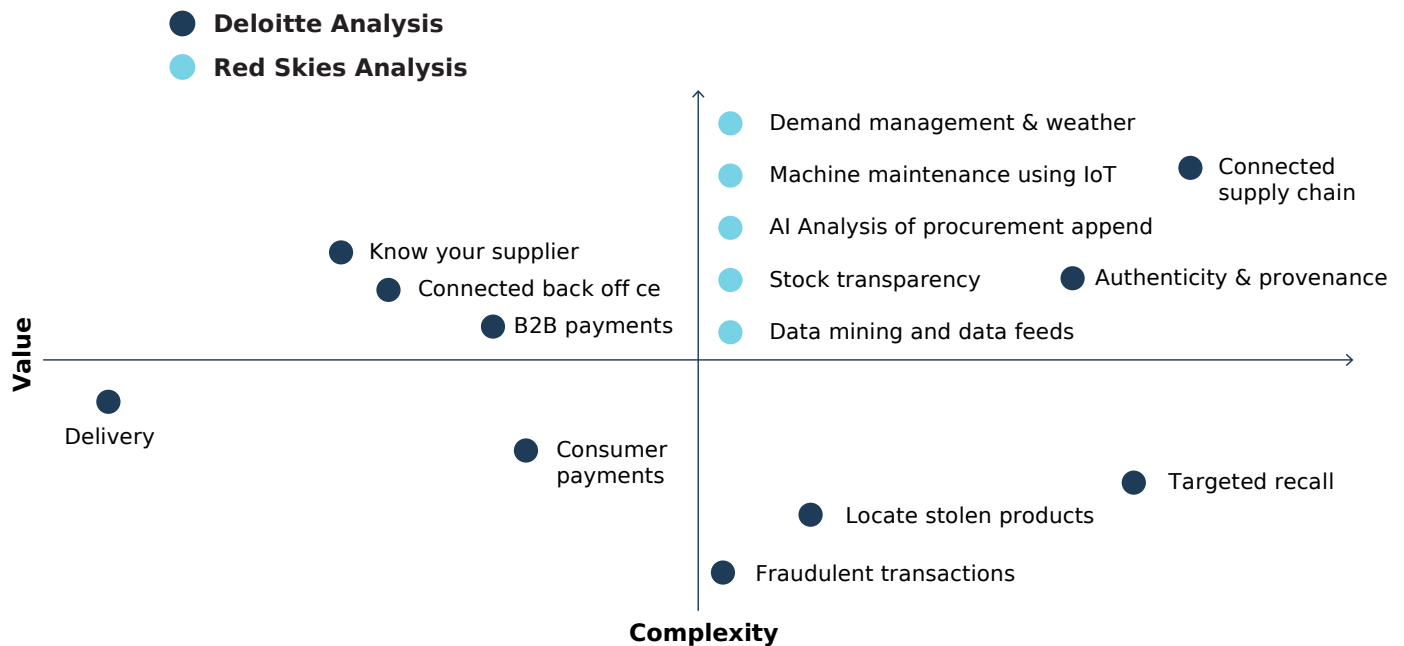 Deloitte Analysis
Red Skies Analysis
Demand management & weather
Machine maintenance using IoT
Connected
supply chain
AI Analysis of procurement append
Know your supplier
Stock transparency
Authenticity & provenance
Connected back off ce
B2B payments
Data mining and data feeds
Value
Delivery
Consumer
payments
Targeted recall
Locate stolen products
Fraudulent transactions
Complexity